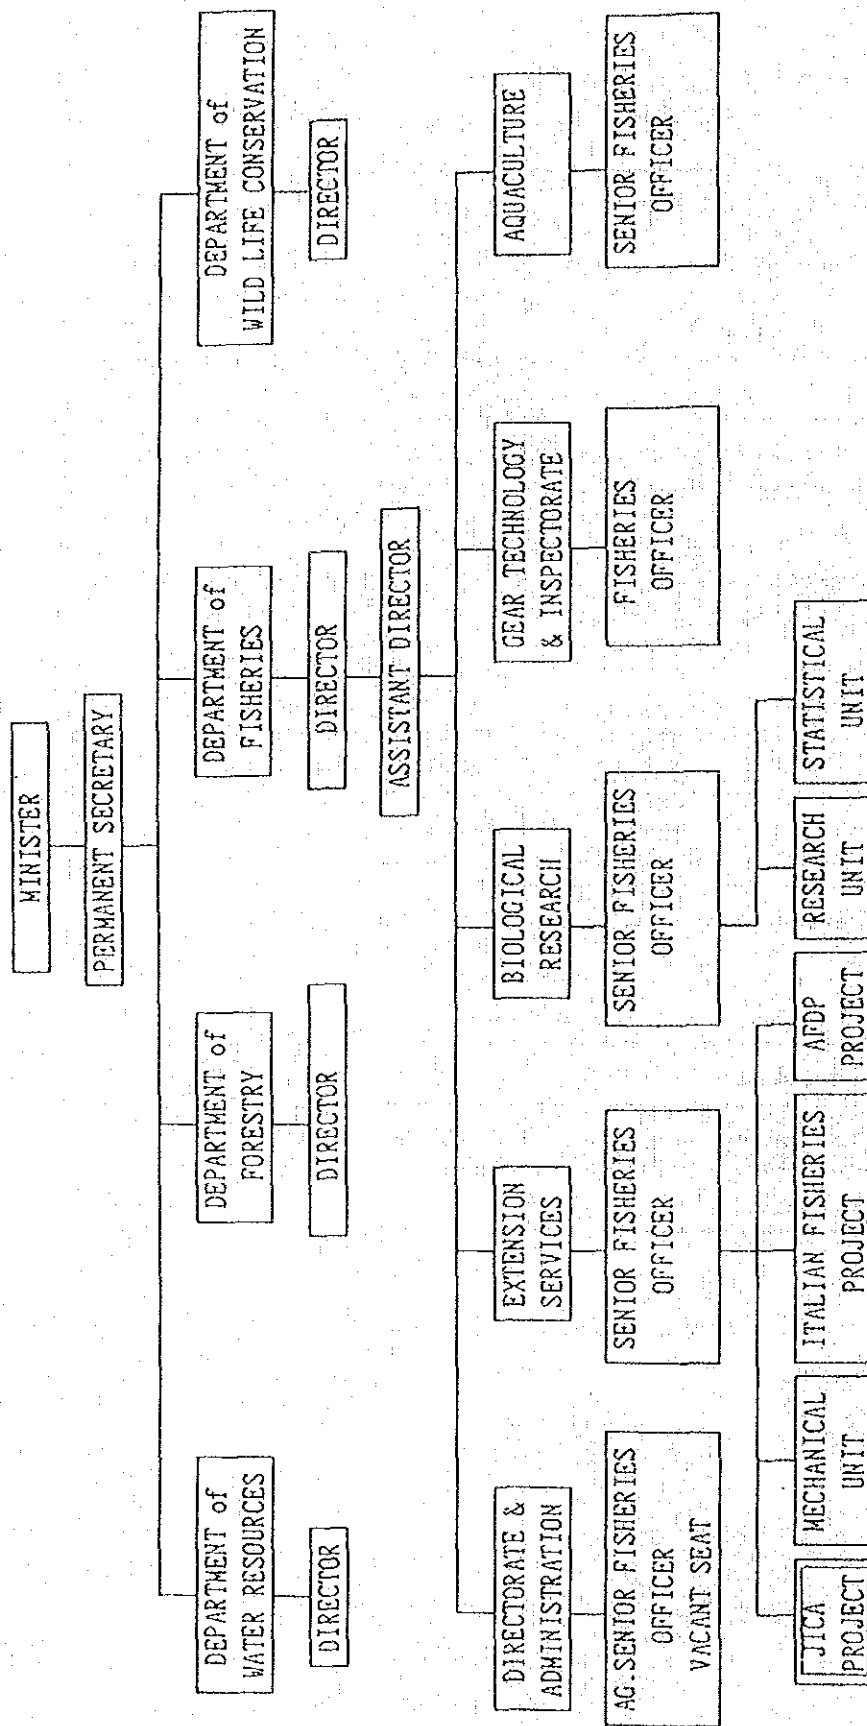 MINISTER
PERMANENT SECRETARY
DEPARTMENT of
WATER RESOURCES
DIRECTOR
DEPARTMENT of
FORESTRY
DIRECTOR
DEPARTMENT of
FISHERIES
DIRECTOR
DEPARTMENT of
WILD LIFE CONSERVATION
DIRECTOR
ASSISTANT DIRECTOR
DIRECTORATE &
ADMINISTRATION
AG.SENIOR FISHERIES
OFFICER
VACANT SEAT
EXTENSION
SERVICES
SENIOR FISHERIES
OFFICER
BIOLOGICAL
RESEARCH
SENIOR FISHERIES
OFFICER
GEAR TECHNOLOGY
& INSPECTORATE
FISHERIES
OFFICER
AQUACULTURE
SENIOR FISHERIES
OFFICER
JICA
PROJECT
MECHANICAL
UNIT
ITALIAN FISHERIES
PROJECT
AFDP
PROJECT
RESEARCH
UNIT
STATISTICAL
UNIT